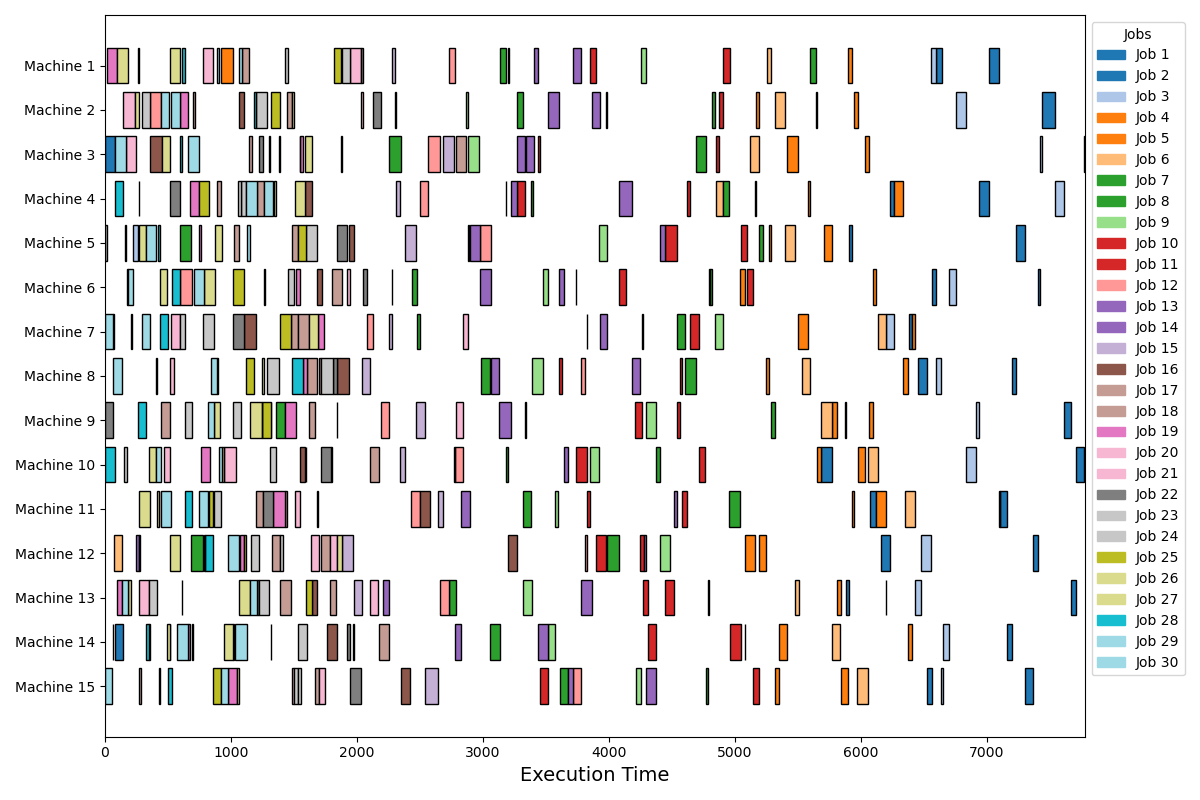 Machine 1
Machine 2
Machine 3
Machine 4
Machine 5
Machine 6
Machine 7
Machine 8
Machine 9
Machine 10
Machine 11
Machine 12
Machine 13
Machine 14
Machine 15
0 1000 2000 3000 4000 5000 6000 7000
Execution Time
Jobs
Job 1
Job 2
Job 3
Job 4
Job 5
Job 6
Job 7
Job 8
Job 9
Job 10
Job 11
Job 12
Job 13
Job 14
Job 15
Job 16
Job 17
Job 18
Job 19
Job 20
Job 21
Job 22
Job 23
Job 24
Job 25
Job 26
Job 27
Job 28
Job 29
Job 30